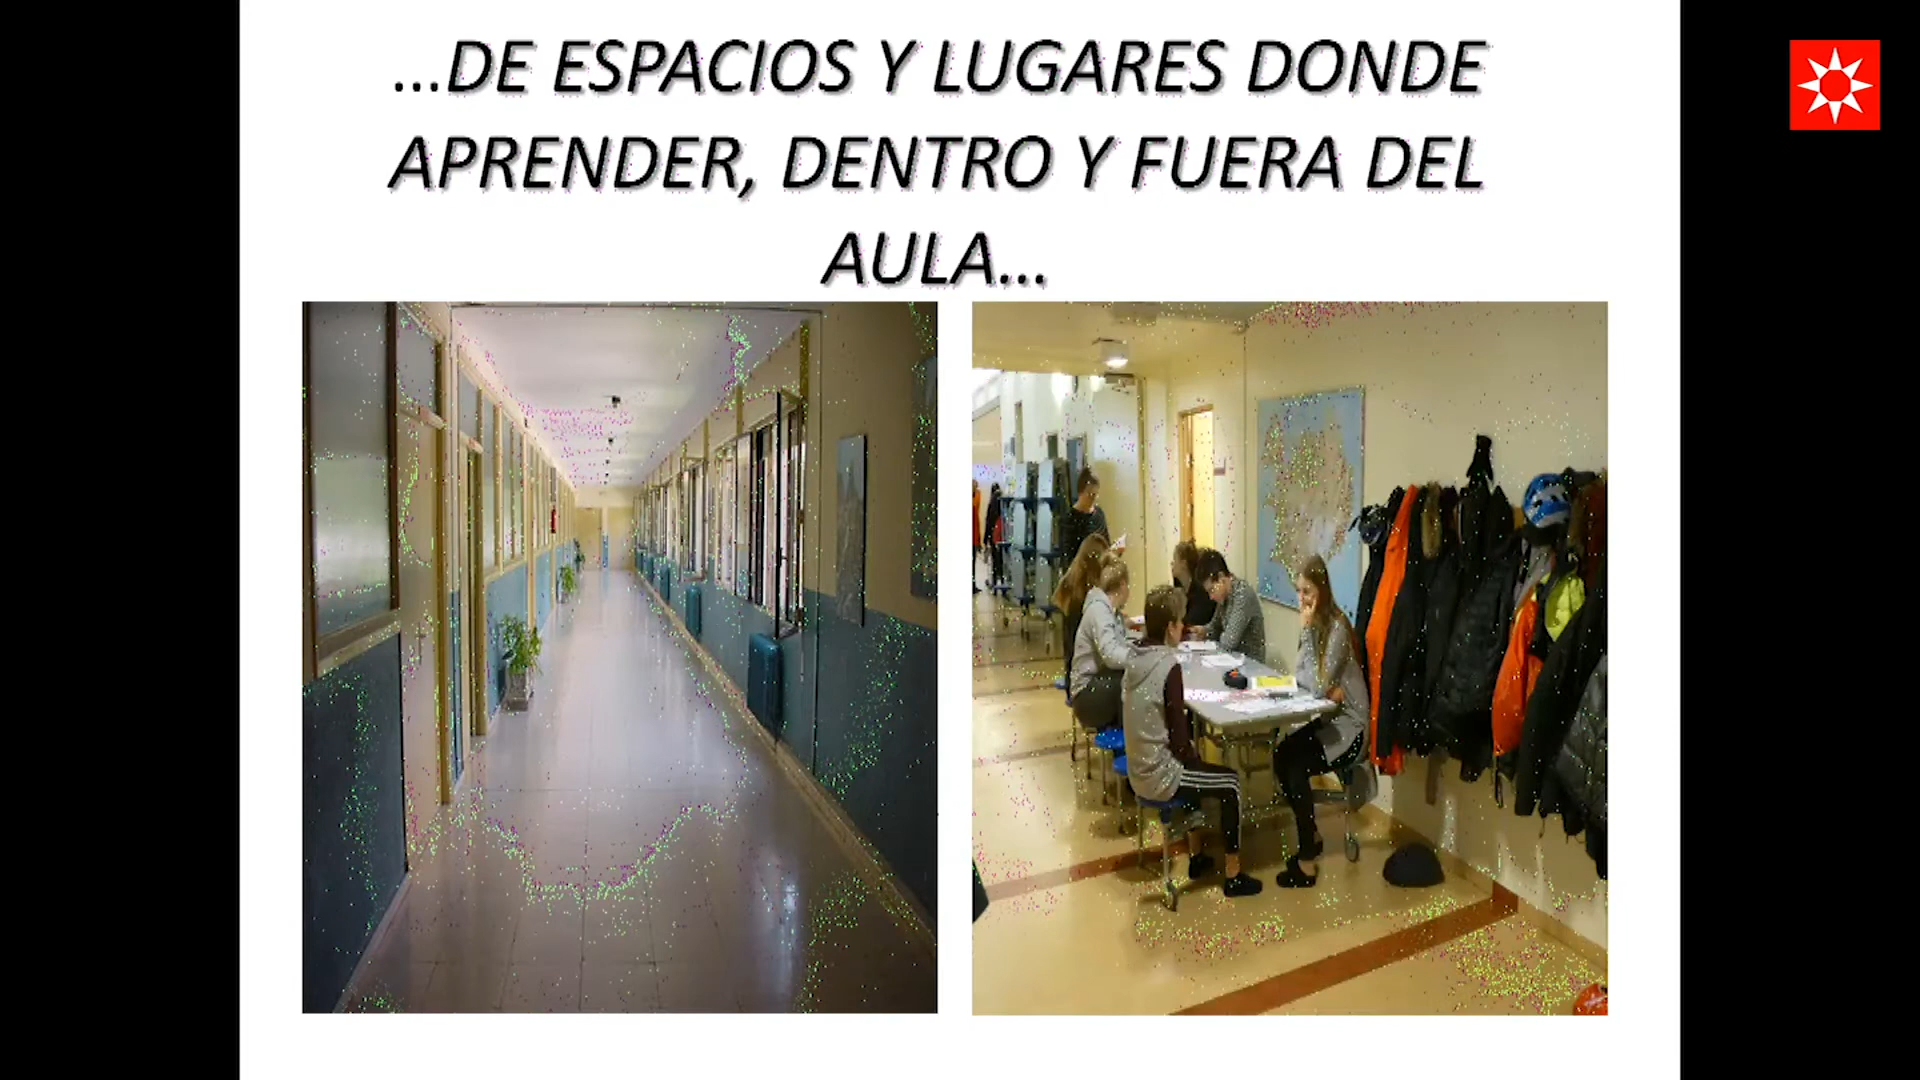 ...DE ESPACIOS Y LUGARES DONDE
APRENDER, DENTRO Y FUERA DEL
AULA...